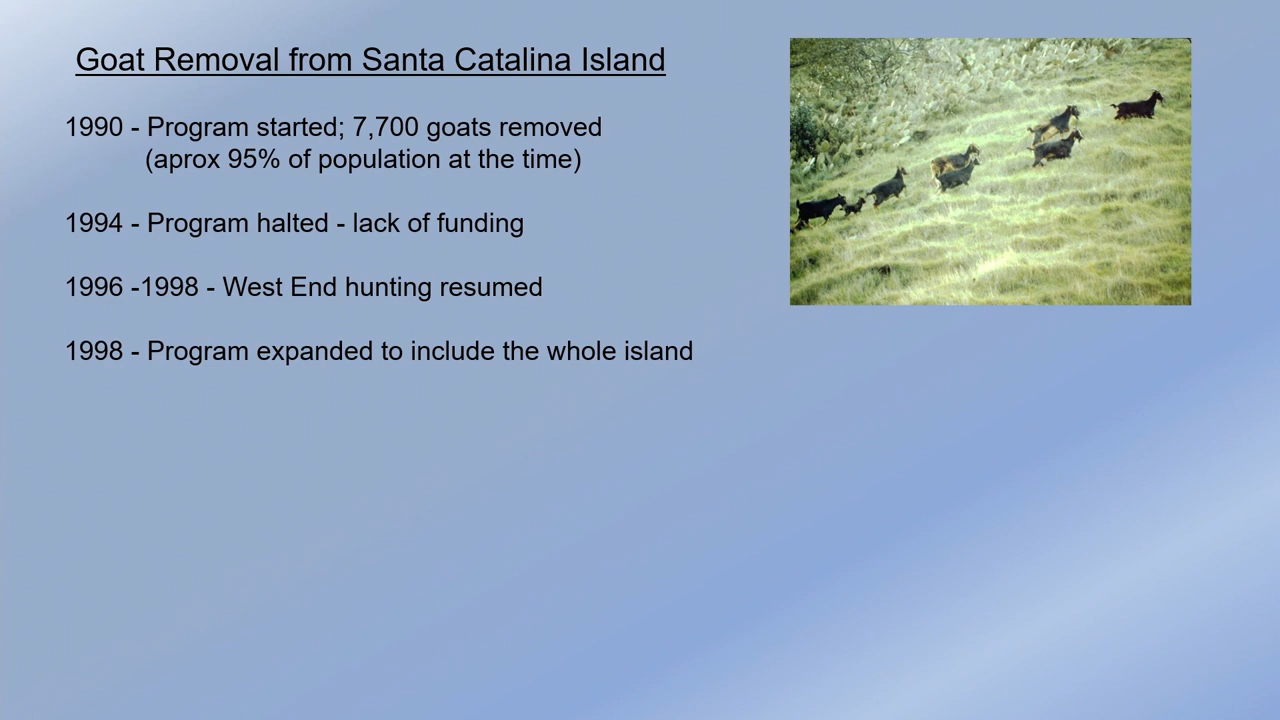 Goat Removal from Santa Catalina Island
1990 - Program started; 7,700 goats removed
(aprox 95% of population at the time)
1994 - Program halted - lack of funding
1996 -1998 - West End hunting resumed
1998 - Program expanded to include the whole island